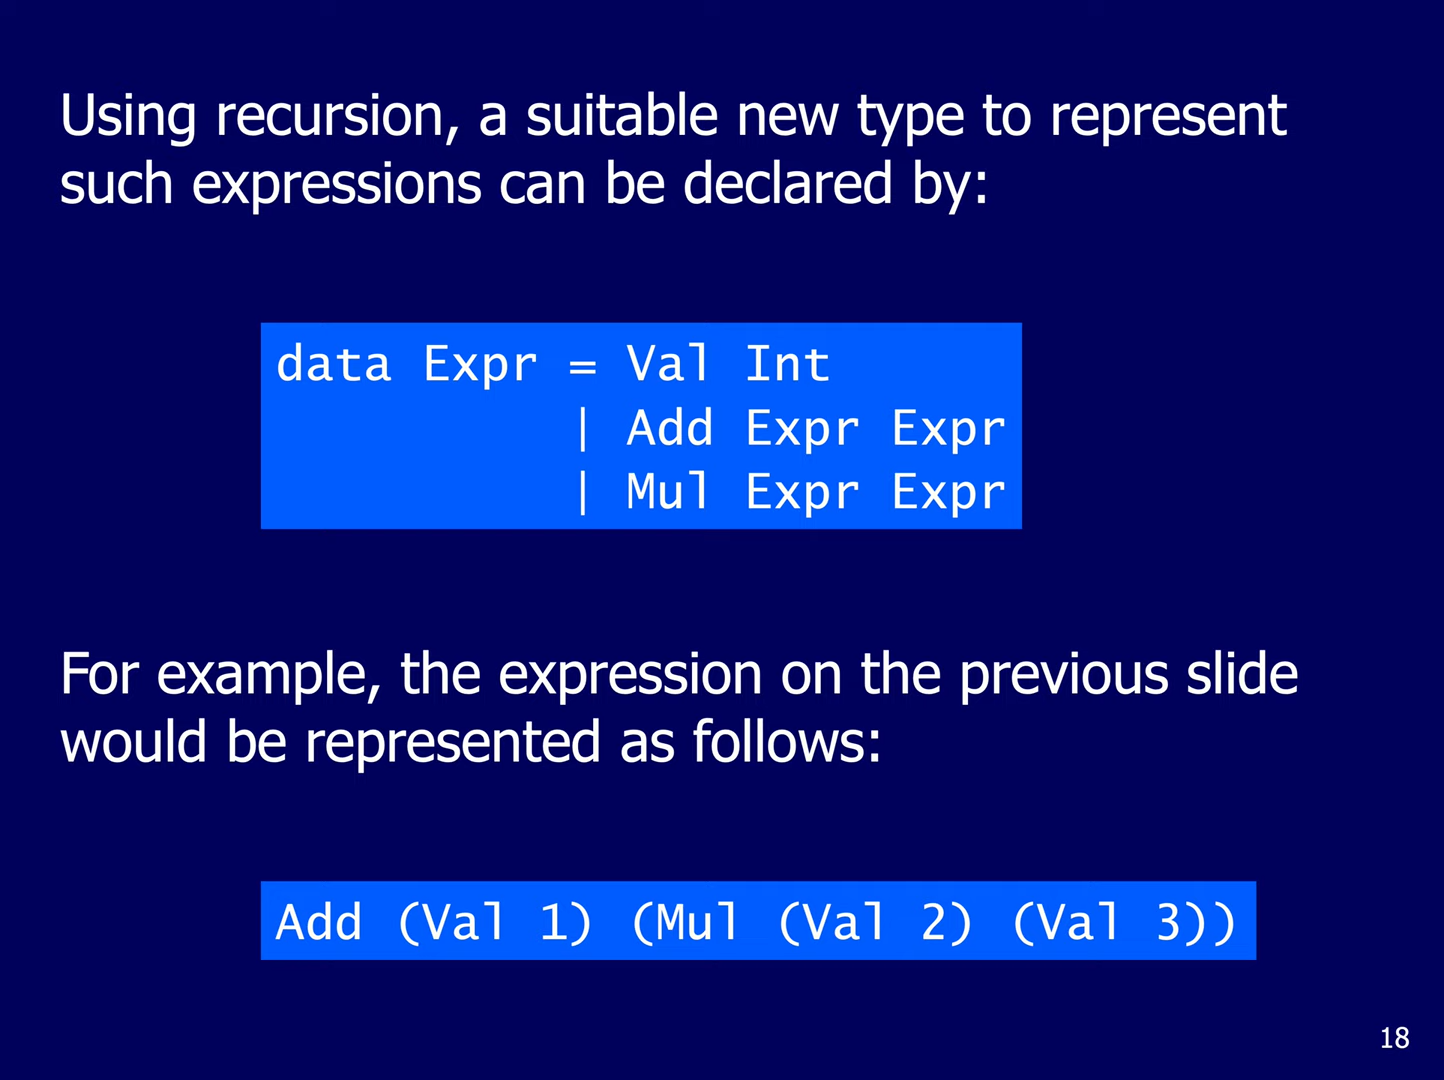 Using recursion, a suitable new type to represent
such expressions can be declared by:
data Expr = Val Int
| Add Expr Expr
| Mul Expr Expr
For example, the expression on the previous slide
would be represented as follows:
Add (Val 1) (Mul (Val 2) (Val 3))
18